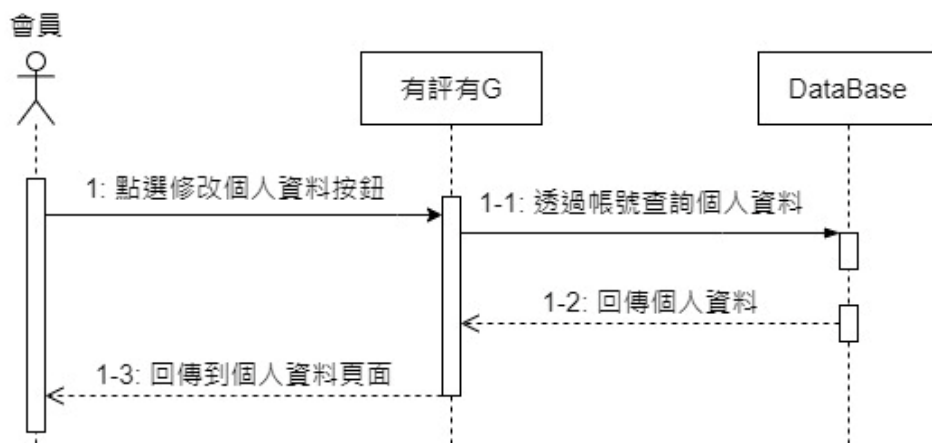 會員
有評有G
DataBase
1: 點選修改個人資料按鈕
1-1: 透過帳號查詢個人資料
1-2: 回傳個人資料
1-3: 回傳到個人資料頁面